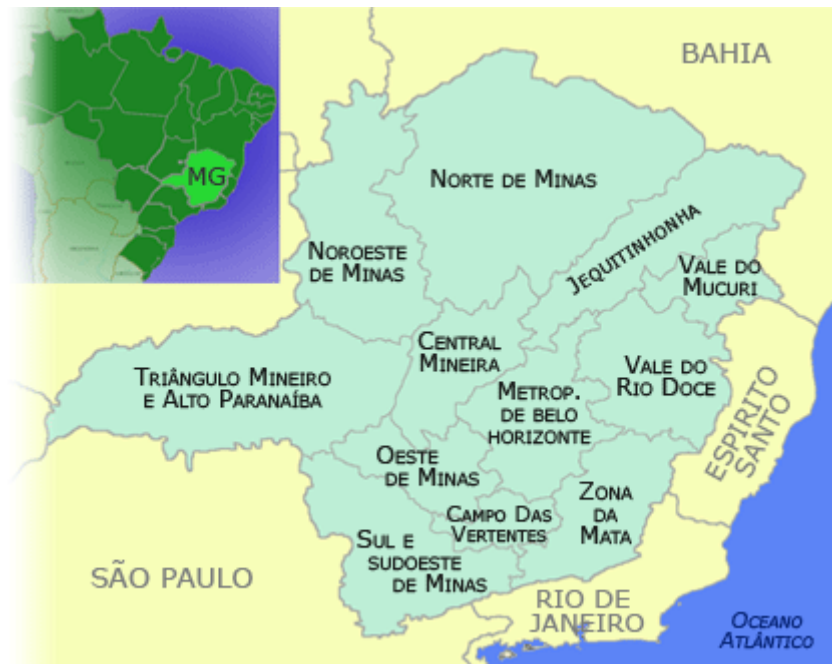 BAHIA
MG
NORTE DE MINAS
JEQUITINHONHA
NOROESTE
DE MINAS
VALE DO
MUCURI
CENTRAL
MINEIRA
TRIÂNGULO MINEIRO
E ALTO PARANAÍBA
VALE DO
RIO DOCE
METROP.
DE BELO
HORIZONTE
ESPIRITO
SANTO
OESTE
DE MINAS
ZONA
DA
MATA
CAMPO DAS
VERTENTES
SUL E
SUDOESTE
DE MINAS
SÃO PAULO
RIO DE
JANEIRO
OCEANO
ATLÂNTICO